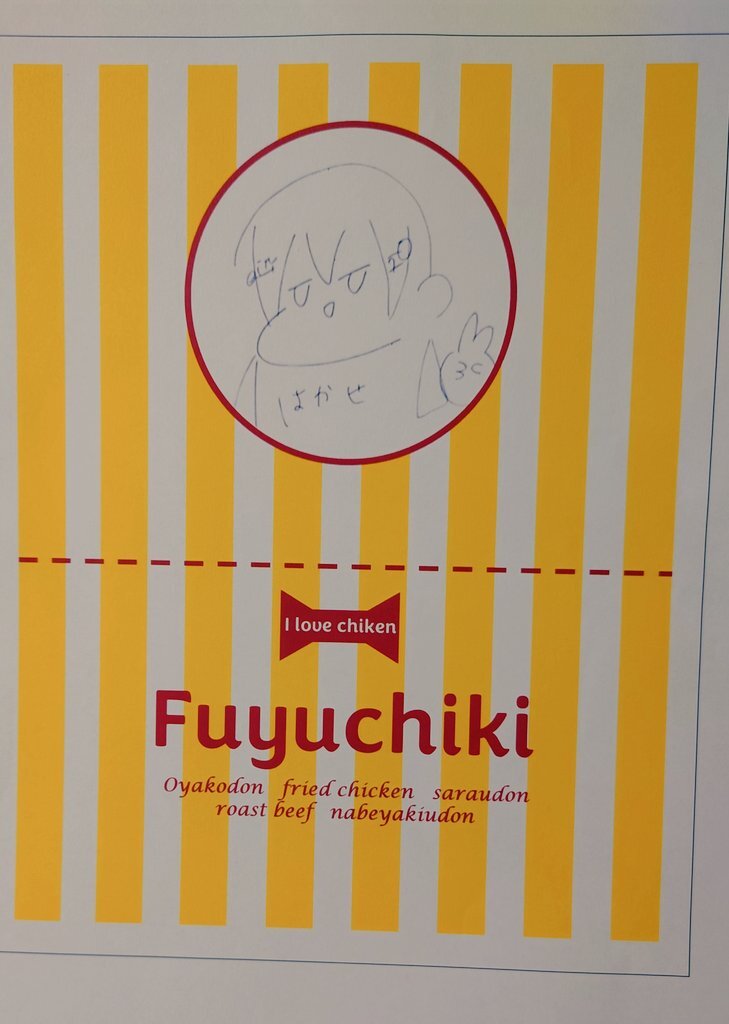 はかせ
I love chiken
Fuyuchiki
Oyakodon fried chicken saraudon
roast beef nabeyakiudon